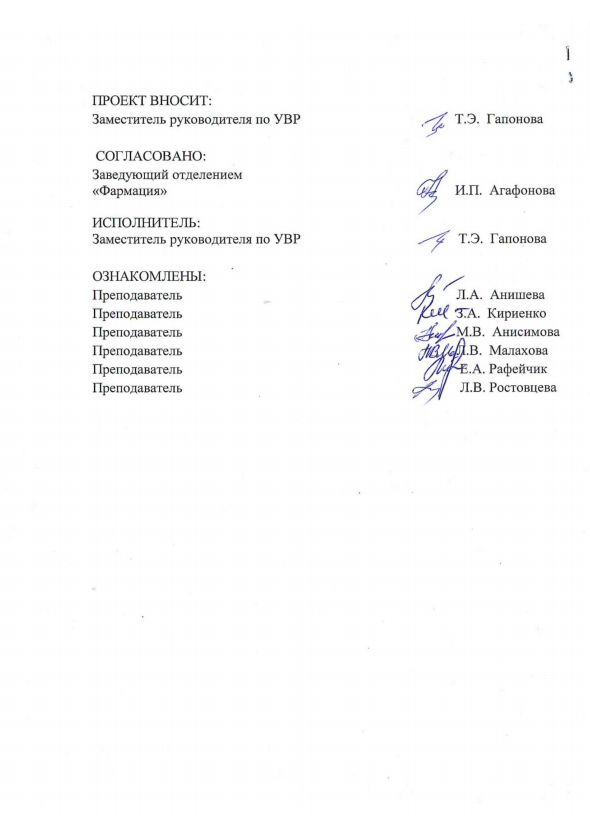 ПРОЕКТ ВНОСИТ:
Заместитель руководителя по УВР Т.Э. Гапонова
СОГЛАСОВАНО:
Заведующий отделением
«Фармация» И.П. Агафонова
ИСПОЛНИТЕЛЬ:
Заместитель руководителя по УВР Т.Э. Гапонова
ОЗНАКОМЛЕНЫ:
Преподаватель Л.А. Анишева
Преподаватель З.А. Кириенко
Преподаватель М.В. Анисимова
Преподаватель Л.В. Малахова
Преподаватель Е.А. Рафейчик
Преподаватель Л.В. Ростовцева